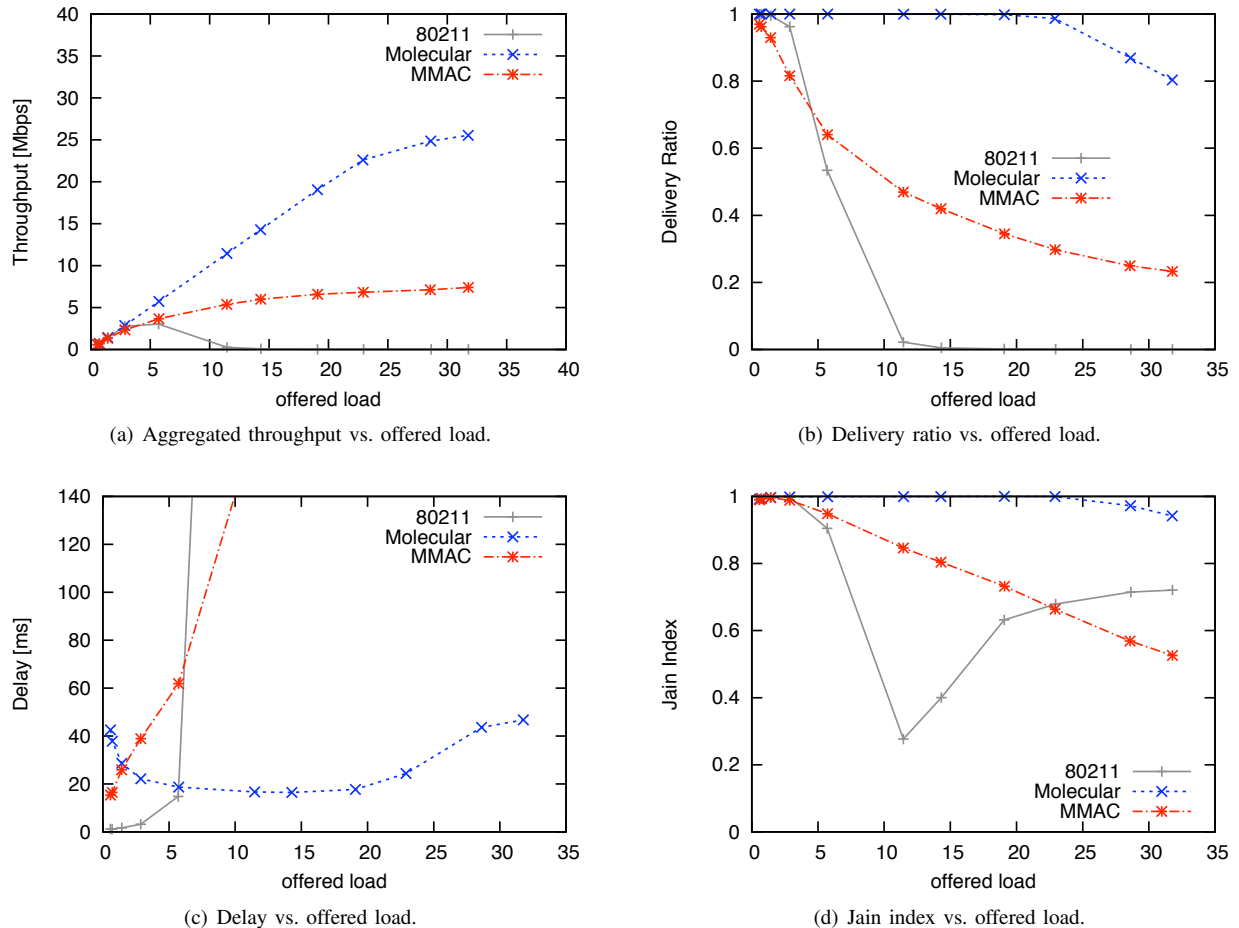 40
35
30
25
20
15
10
5
0
Throughput [Mbps]
80211
Molecular
MMAC
0 5 10 15 20 25 30 35 40
offered load
(a) Aggregated throughput vs. offered load.
1
0.8
0.6
0.4
0.2
0
Delivery Ratio
80211
Molecular
MMAC
0 5 10 15 20 25 30 35
offered load
(b) Delivery ratio vs. offered load.
140
120
100
80
60
40
20
0
Delay [ms]
80211
Molecular
MMAC
0 5 10 15 20 25 30 35
offered load
(c) Delay vs. offered load.
1
0.8
0.6
0.4
0.2
0
Jain Index
80211
Molecular
MMAC
0 5 10 15 20 25 30 35
offered load
(d) Jain index vs. offered load.